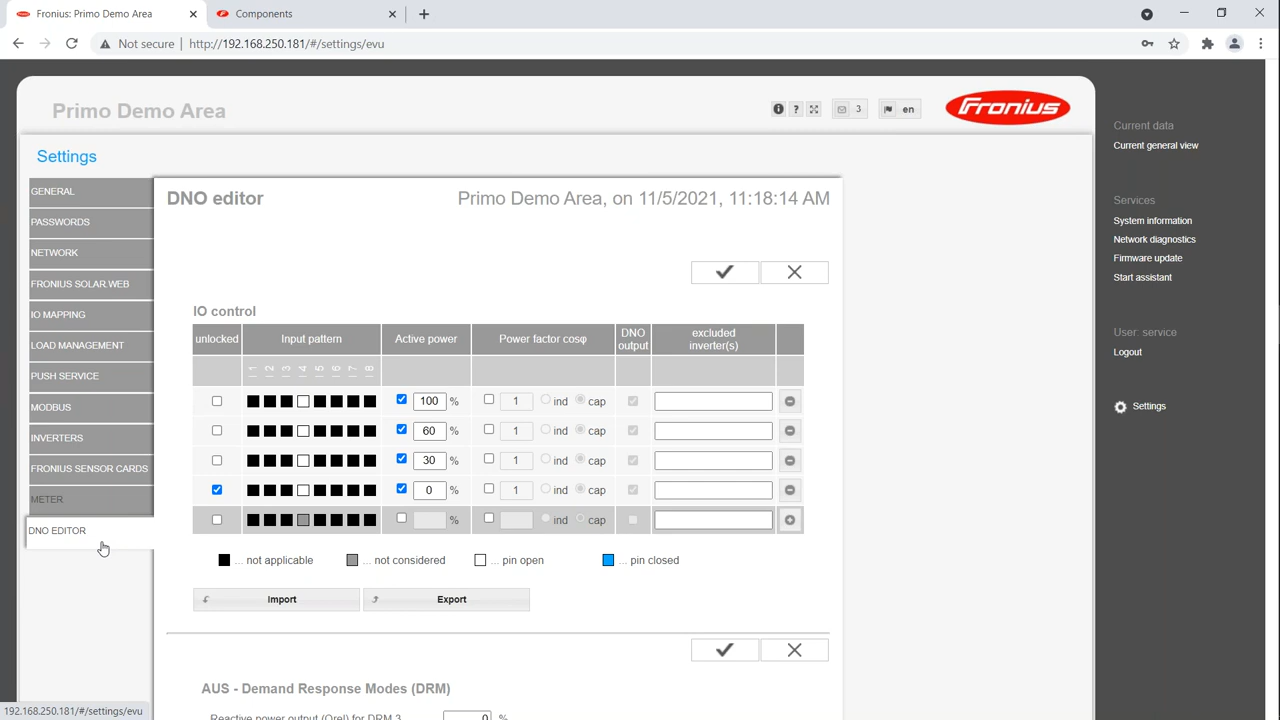 Fronius: Primo Demo Area
Components
Not secure
http://192.168.250.181/#/settings/evu
Primo Demo Area
3
en
Fronius
Settings
GENERAL
PASSWORDS
NETWORK
FRONIUS SOLAR.WEB
IO MAPPING
LOAD MANAGEMENT
PUSH SERVICE
MODBUS
INVERTERS
FRONIUS SENSOR CARDS
METER
DNO EDITOR
DNO editor
Primo Demo Area, on 11/5/2021, 11:18:14 AM
IO control
unlocked Input pattern Active power Power factor cosφ DNO output excluded inverter(s)
1 2 3 4 5 6 7 8
100 % 1 ind cap
60 % 1 ind cap
30 % 1 ind cap
0 % 1 ind cap
% ind cap
... not applicable ... not considered ... pin open ... pin closed
Import Export
AUS - Demand Response Modes (DRM)
Reactive power output (Qrel) for DRM 3 0 %
Current data
Current general view
Services
System information
Network diagnostics
Firmware update
Start assistant
User: service
Logout
Settings
192.168.250.181/#/settings/evu